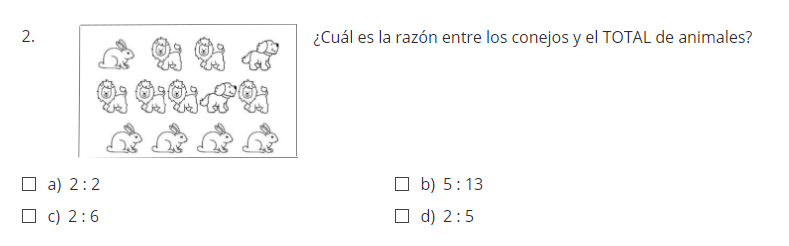 2. ¿Cuál es la razón entre los conejos y el TOTAL de animales?
a) 2 : 2
b) 5 : 13
c) 2 : 6
d) 2 : 5